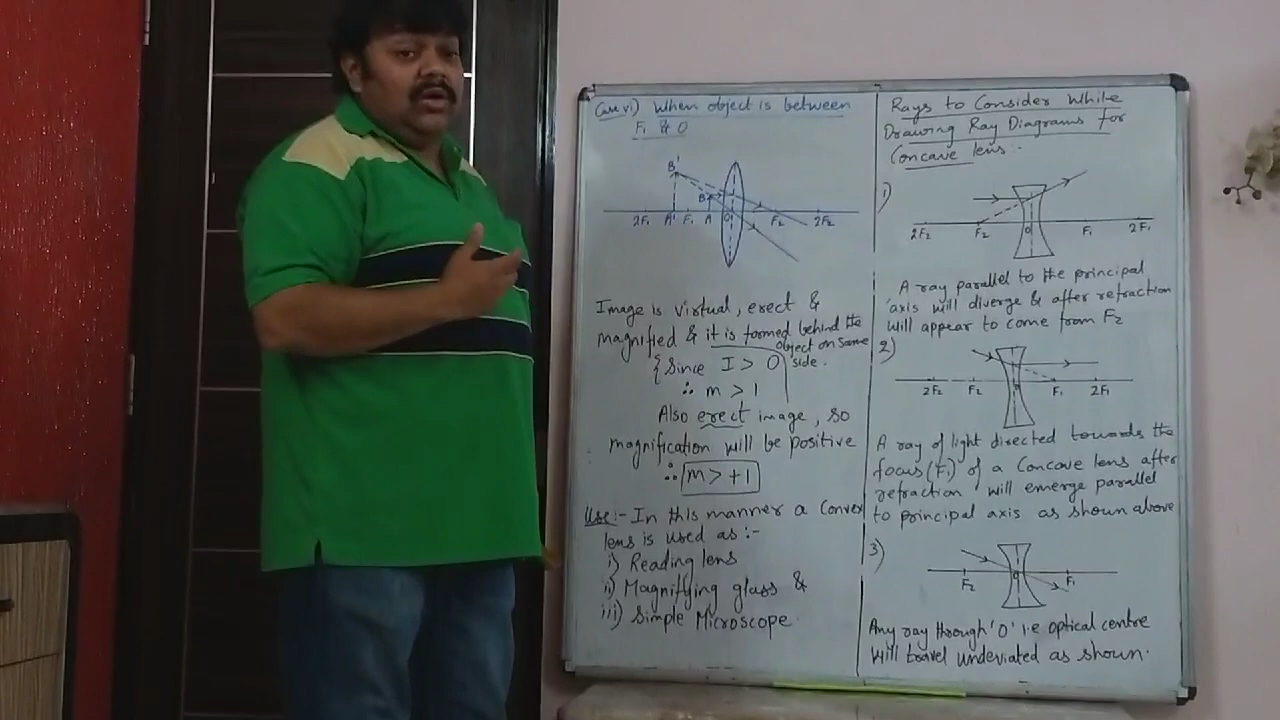 Case vi) When object is between
F₁ & O
B'
B
2F₁ A' F₁ A O F₂ 2F₂
Image is virtual, erect &
magnified & it is formed behind the
object on same
side.
{Since I > O}
∴ m > 1
Also erect image, so
magnification will be positive
∴ m > +1
Use:- In this manner a Convex
lens is used as :-
i) Reading lens
ii) Magnifying glass &
iii) Simple Microscope.
Rays to Consider While
Drawing Ray Diagrams for
Concave lens:-
1)
2F₂ F₂ O F₁ 2F₁
A ray parallel to the principal
axis will diverge & after refraction
will appear to come from F₂
2)
2F₂ F₂ O F₁ 2F₁
A ray of light directed towards the
focus (F₁) of a Concave lens after
refraction will emerge parallel
to principal axis as shown above
3)
F₂ O F₁
Any ray through 'O' i.e optical centre
will travel undeviated as shown.